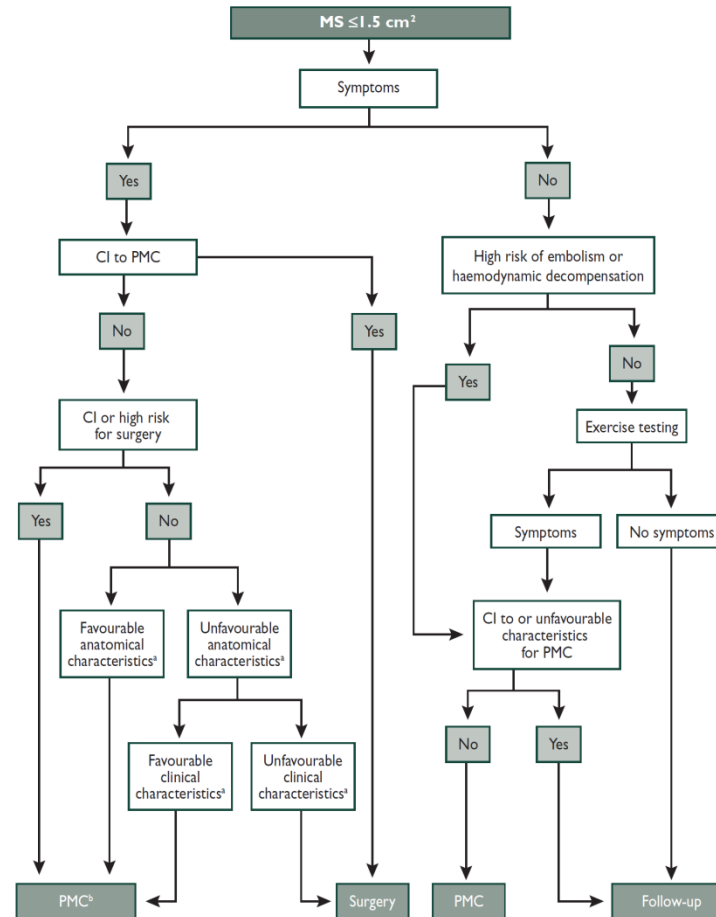 MS ≤1.5 cm²
Symptoms
Yes
No
CI to PMC
High risk of embolism or
haemodynamic decompensation
No
Yes
Yes
No
CI or high risk
for surgery
Exercise testing
Yes
No
Symptoms
No symptoms
Favourable
anatomical
characteristicsᵃ
Unfavourable
anatomical
characteristicsᵃ
CI to or unfavourable
characteristics
for PMC
Favourable
clinical
characteristicsᵃ
Unfavourable
clinical
characteristicsᵃ
No
Yes
PMCᵇ
Surgery
PMC
Follow-up